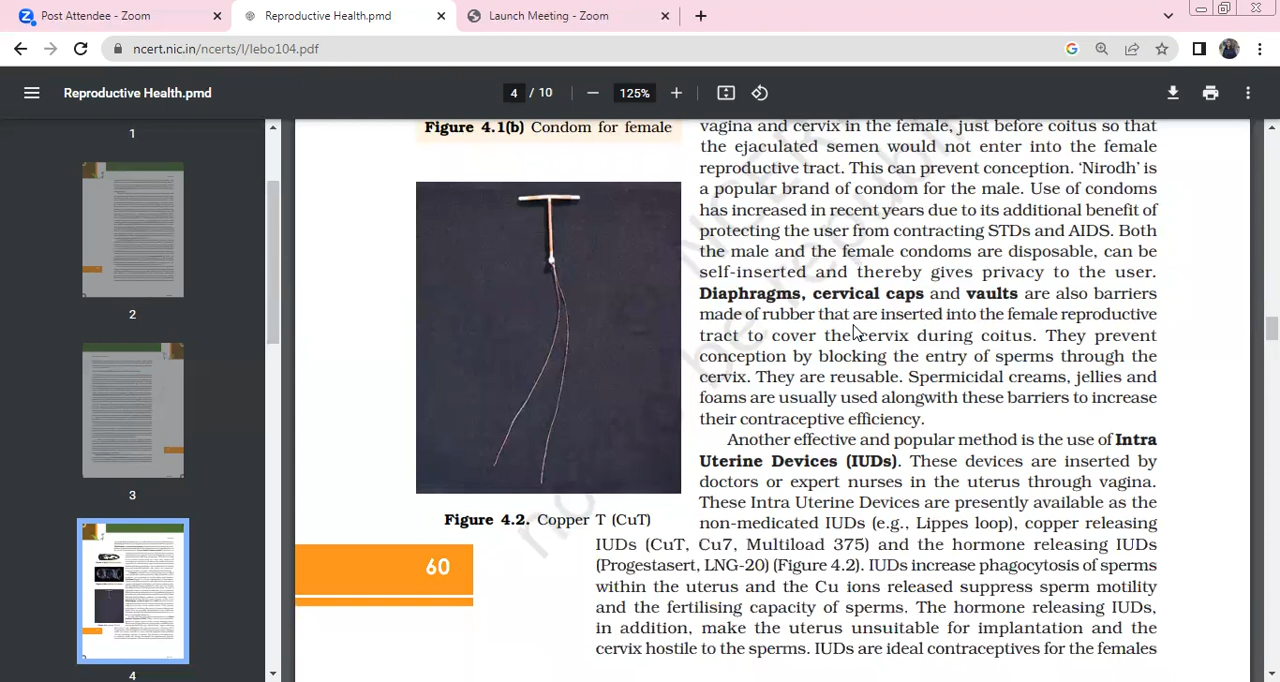 Post Attendee - Zoom
Reproductive Health.pmd
Launch Meeting - Zoom
ncert.nic.in/ncerts/l/lebo104.pdf
Reproductive Health.pmd
4 / 10
125%
1
2
3
4
Figure 4.1(b) Condom for female
Figure 4.2. Copper T (CuT)
60
vagina and cervix in the female, just before coitus so that
the ejaculated semen would not enter into the female
reproductive tract. This can prevent conception. ‘Nirodh’ is
a popular brand of condom for the male. Use of condoms
has increased in recent years due to its additional benefit of
protecting the user from contracting STDs and AIDS. Both
the male and the female condoms are disposable, can be
self-inserted and thereby gives privacy to the user.
Diaphragms, cervical caps and vaults are also barriers
made of rubber that are inserted into the female reproductive
tract to cover the cervix during coitus. They prevent
conception by blocking the entry of sperms through the
cervix. They are reusable. Spermicidal creams, jellies and
foams are usually used alongwith these barriers to increase
their contraceptive efficiency.
Another effective and popular method is the use of Intra
Uterine Devices (IUDs). These devices are inserted by
doctors or expert nurses in the uterus through vagina.
These Intra Uterine Devices are presently available as the
non-medicated IUDs (e.g., Lippes loop), copper releasing
IUDs (CuT, Cu7, Multiload 375) and the hormone releasing IUDs
(Progestasert, LNG-20) (Figure 4.2). IUDs increase phagocytosis of sperms
within the uterus and the Cu ions released suppress sperm motility
and the fertilising capacity of sperms. The hormone releasing IUDs,
in addition, make the uterus unsuitable for implantation and the
cervix hostile to the sperms. IUDs are ideal contraceptives for the females